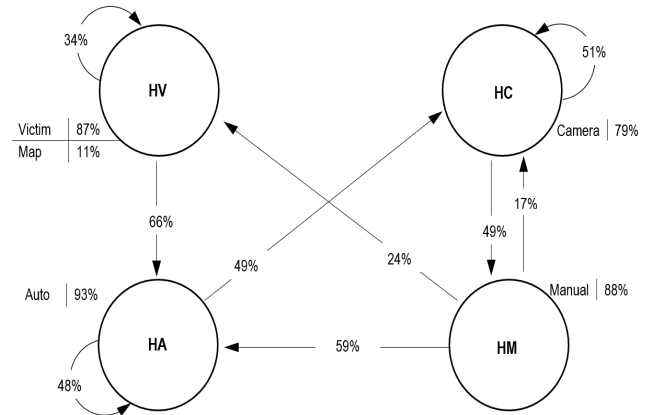 34%
HV
Victim 87%
Map 11%
51%
HC
Camera 79%
66%
49%
24%
49%
17%
Auto 93%
HA
48%
59%
Manual 88%
HM